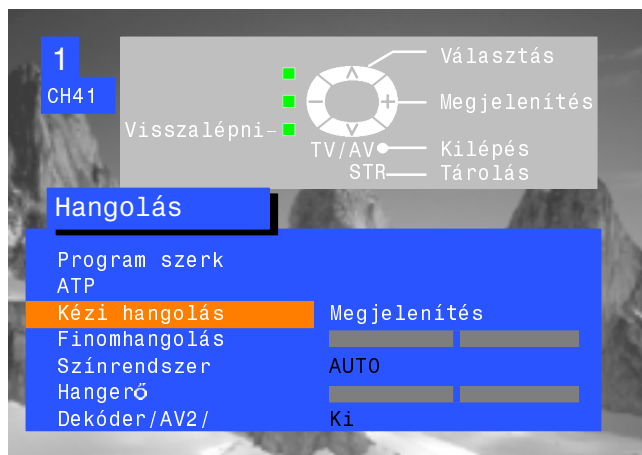 1
CH41
Választás
Megjelenítés
Visszalépni
TV/AV Kilépés
STR Tárolás
Hangolás
Program szerk
ATP
Kézi hangolás Megjelenítés
Finomhangolás
Színrendszer AUTO
Hangerő
Dekóder/AV2/ Ki